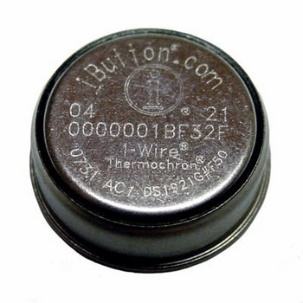 iButton.com
04 ® 21
0000001BF32F
1-Wire®
Thermochron®
0731 AC1 DS1921G#F50